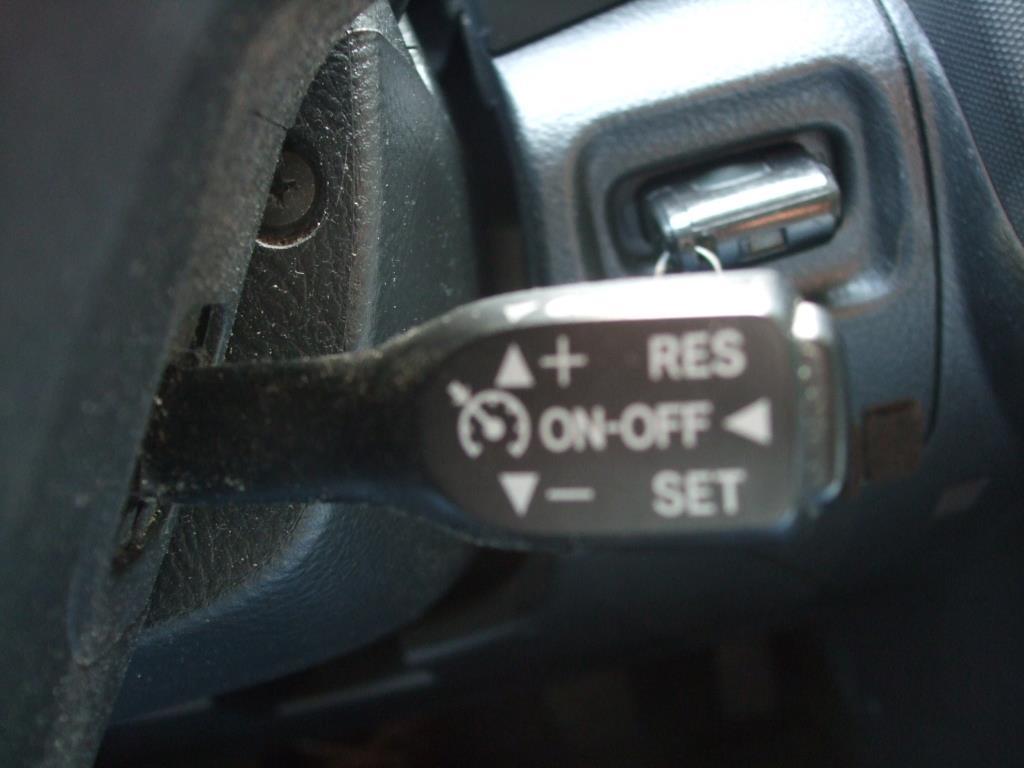 ▲+ RES
ON-OFF ◀
▼− SET